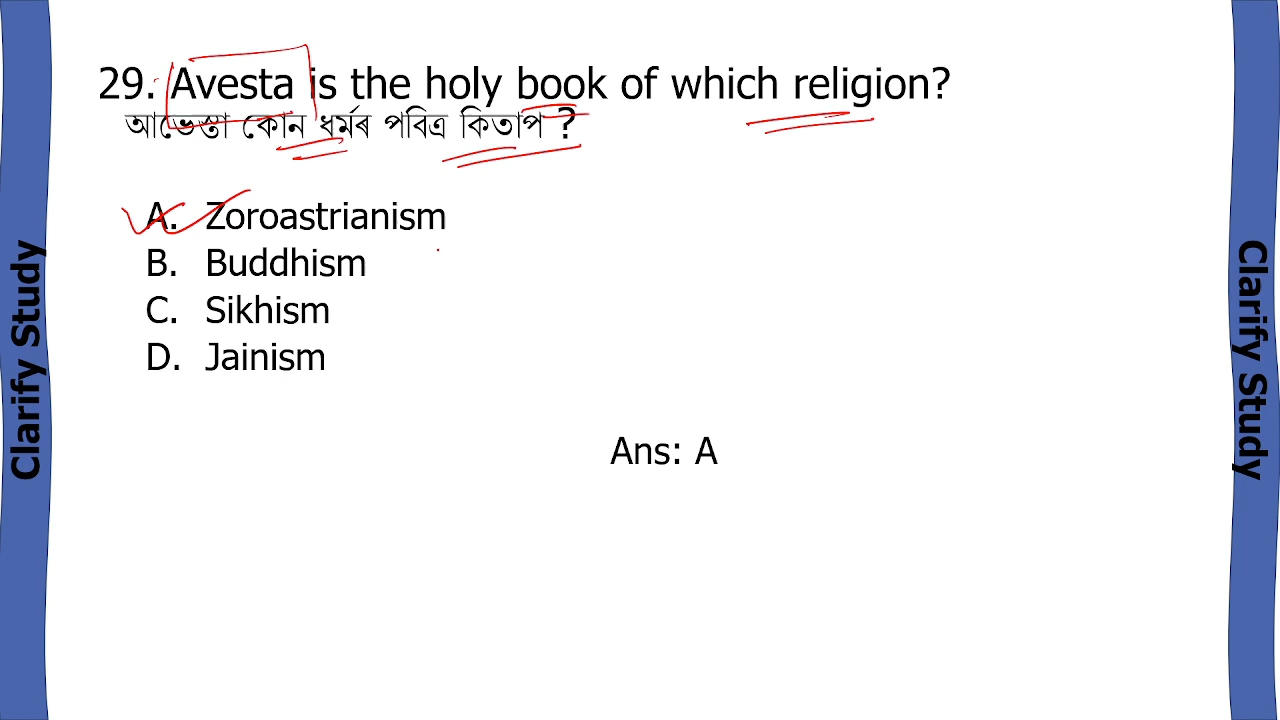 29. Avesta is the holy book of which religion?
আভেস্তা কোন ধৰ্মৰ পবিত্ৰ কিতাপ ?
A. Zoroastrianism
B. Buddhism
C. Sikhism
D. Jainism
Ans: A
Clarify Study
Clarify Study